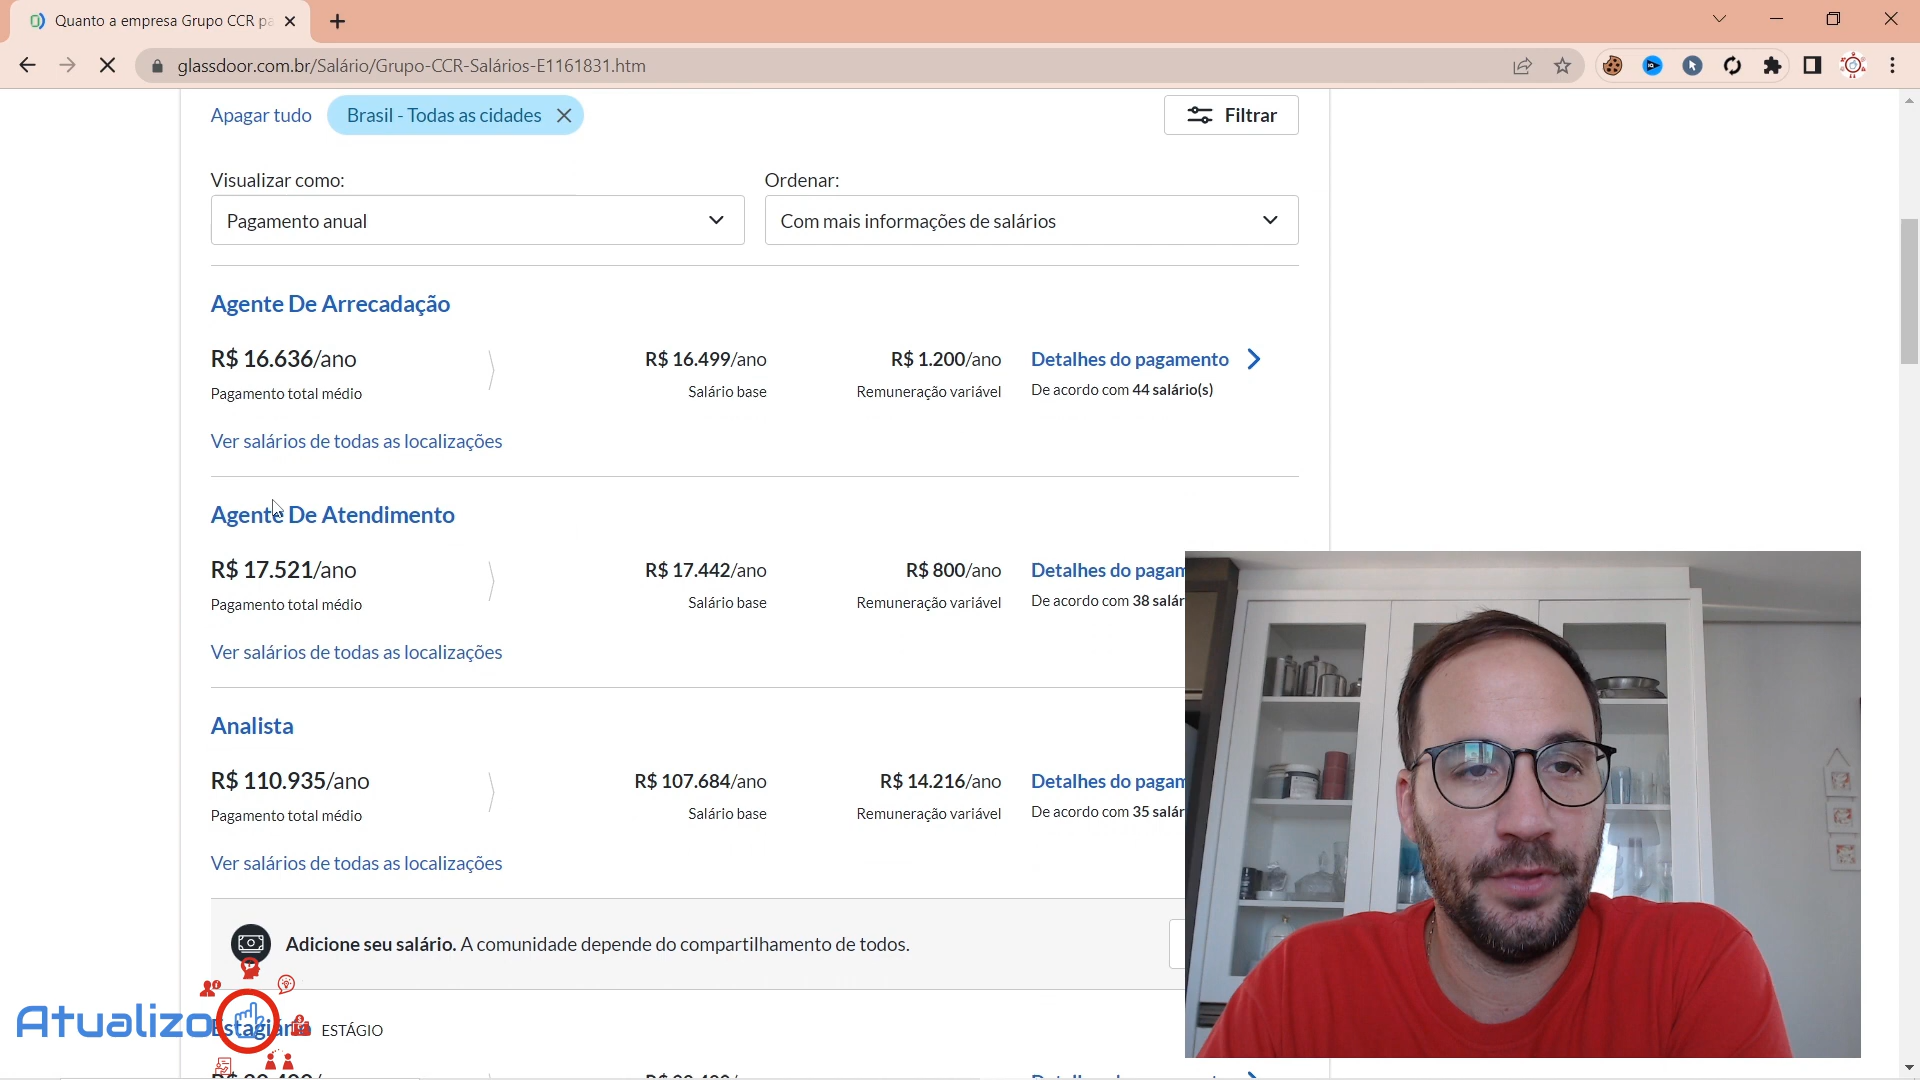 Quanto a empresa Grupo CCR pa
glassdoor.com.br/Salário/Grupo-CCR-Salários-E1161831.htm
Apagar tudo
Brasil - Todas as cidades
Filtrar
Visualizar como:
Ordenar:
Pagamento anual
Com mais informações de salários
Agente De Arrecadação
R$ 16.636/ano
R$ 16.499/ano
R$ 1.200/ano
Detalhes do pagamento
Pagamento total médio
Salário base
Remuneração variável
De acordo com 44 salário(s)
Ver salários de todas as localizações
Agente De Atendimento
R$ 17.521/ano
R$ 17.442/ano
R$ 800/ano
Detalhes do pagam
Pagamento total médio
Salário base
Remuneração variável
De acordo com 38 salár
Ver salários de todas as localizações
Analista
R$ 110.935/ano
R$ 107.684/ano
R$ 14.216/ano
Detalhes do pagam
Pagamento total médio
Salário base
Remuneração variável
De acordo com 35 salár
Ver salários de todas as localizações
Adicione seu salário. A comunidade depende do compartilhamento de todos.
Atualizo
Estagiário ESTÁGIO